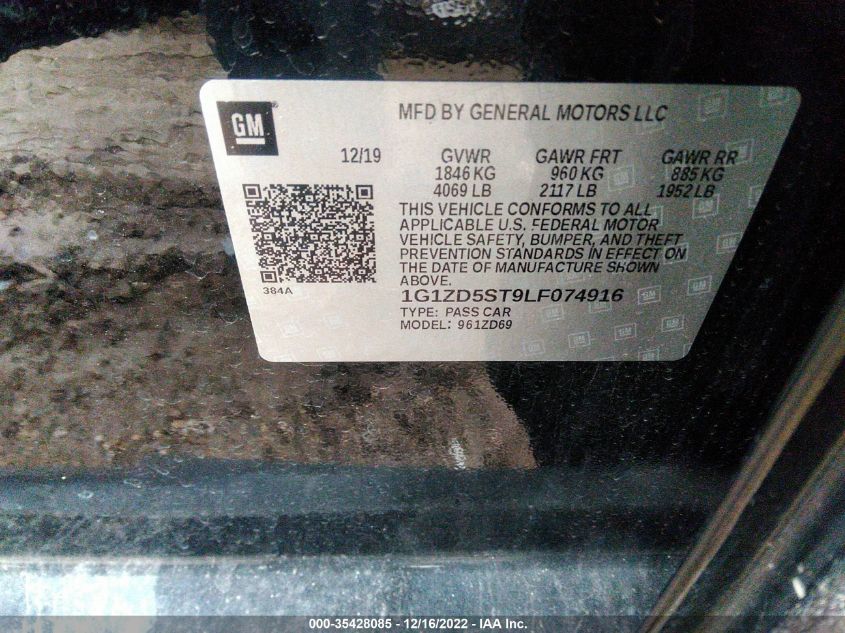 GM
MFD BY GENERAL MOTORS LLC
12/19 GVWR GAWR FRT GAWR RR
1846 KG 960 KG 885 KG
4069 LB 2117 LB 1952 LB
THIS VEHICLE CONFORMS TO ALL
APPLICABLE U.S. FEDERAL MOTOR
VEHICLE SAFETY, BUMPER, AND THEFT
PREVENTION STANDARDS IN EFFECT ON
THE DATE OF MANUFACTURE SHOWN
ABOVE.
384A
1G1ZD5ST9LF074916
TYPE: PASS CAR
MODEL: 961ZD69
000-35428085 - 12/16/2022 - IAA Inc.